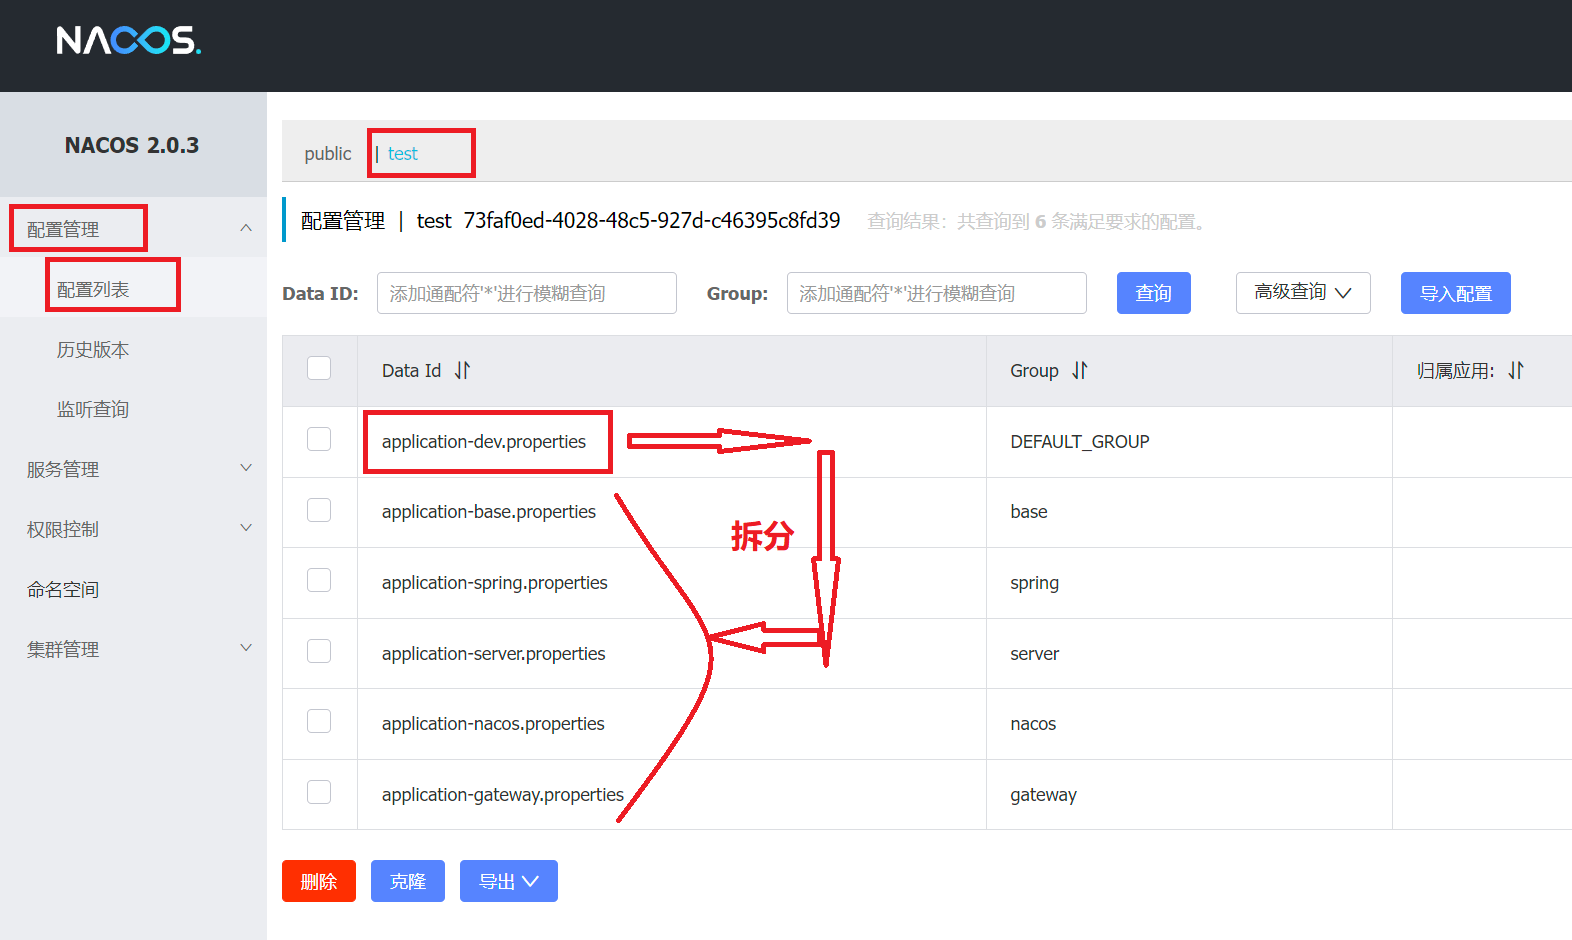 NACOS.
NACOS 2.0.3
配置管理
配置列表
历史版本
监听查询
服务管理
权限控制
命名空间
集群管理
public | test
配置管理 | test 73faf0ed-4028-48c5-927d-c46395c8fd39 查询结果：共查询到 6 条满足要求的配置。
Data ID: 添加通配符'*'进行模糊查询 Group: 添加通配符'*'进行模糊查询 查询 高级查询 导入配置
Data Id Group 归属应用:
application-dev.properties DEFAULT_GROUP
application-base.properties base
拆分
application-spring.properties spring
application-server.properties server
application-nacos.properties nacos
application-gateway.properties gateway
删除 克隆 导出